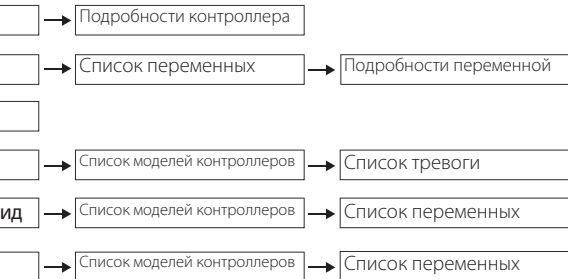 Подробности контроллера
Список переменных Подробности переменной
Список моделей контроллеров Список тревоги
ид Список моделей контроллеров Список переменных
Список моделей контроллеров Список переменных